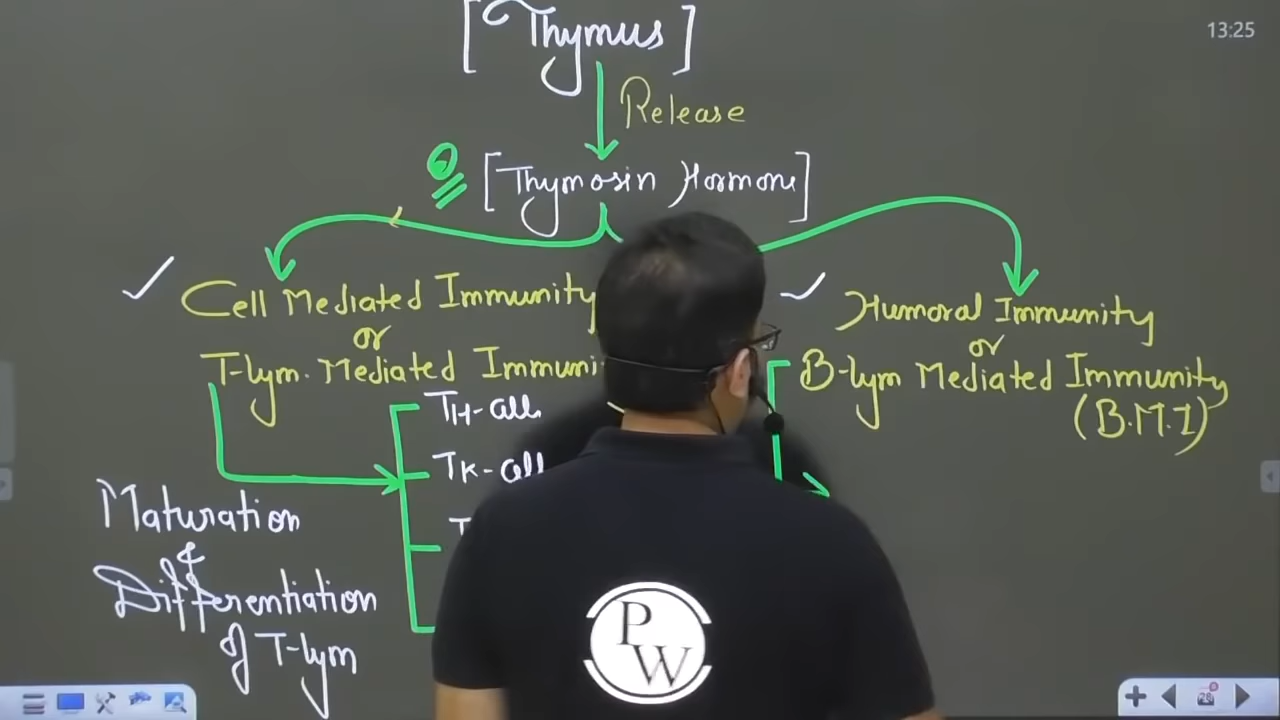 [Thymus]
13:25
Release
[Thymosin Hormone]
Cell Mediated Immunity
or
T-lym. Mediated Immuni
TH-cell
TK-cell
T
Maturation
&
Differentiation
of T-lym
Humoral Immunity
or
B-lym Mediated Immunity
(B.M.I)
PW
28